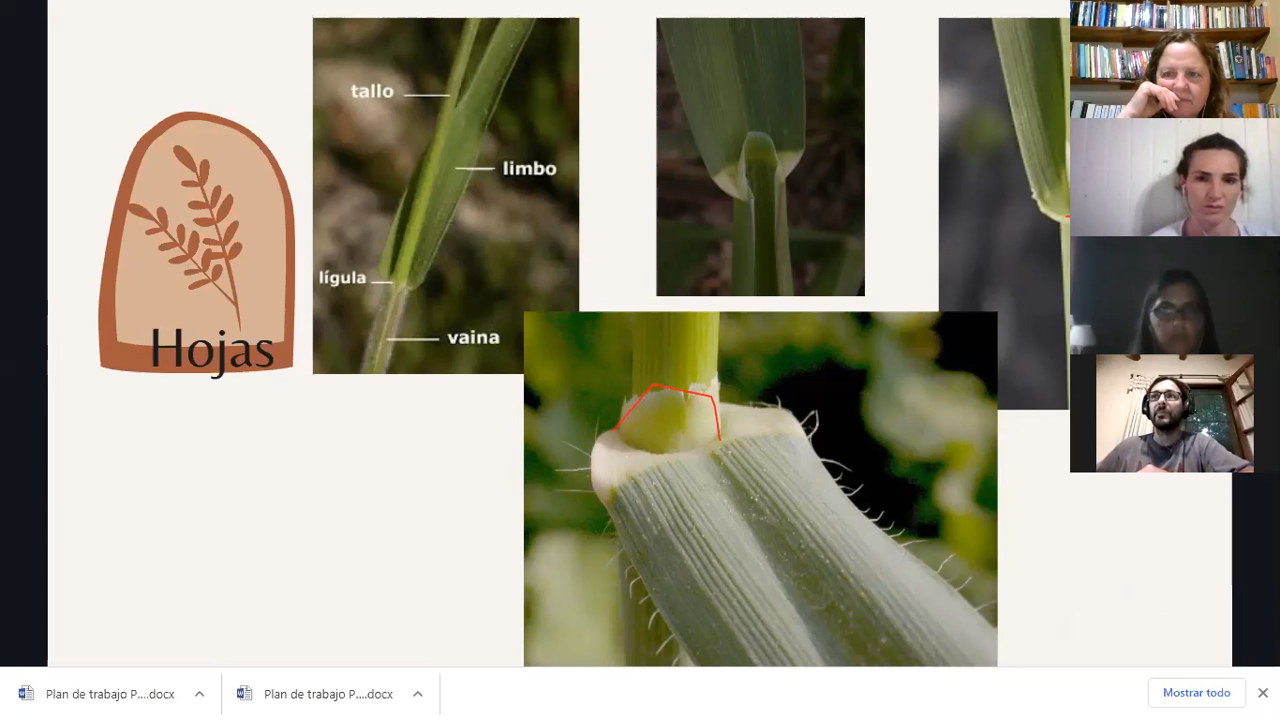 tallo
limbo
lígula
vaina
Hojas
Plan de trabajo P....docx
Plan de trabajo P....docx
Mostrar todo